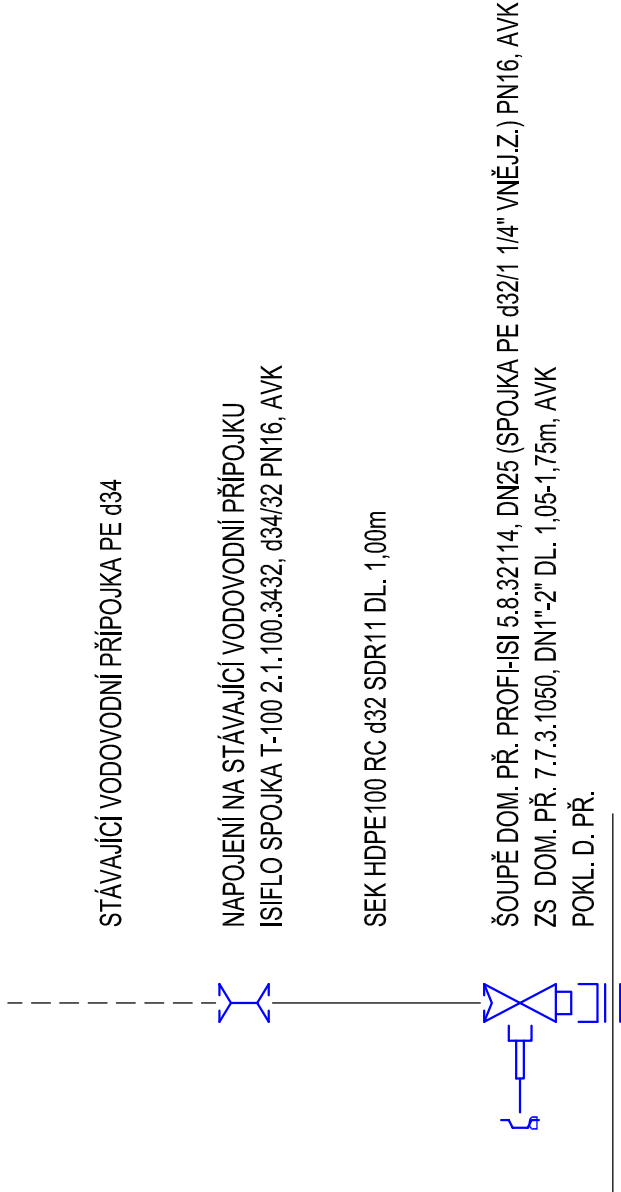 STÁVAJÍCÍ VODOVODNÍ PŘÍPOJKA PE d34
NAPOJENÍ NA STÁVAJÍCÍ VODOVODNÍ PŘÍPOJKU
ISIFLO SPOJKA T-100 2.1.100.3432, d34/32 PN16, AVK
SEK HDPE100 RC d32 SDR11 DL. 1,00m
ŠOUPĚ DOM. PŘ. PROFI-ISI 5.8.32114, DN25 (SPOJKA PE d32/1 1/4" VNĚJ.Z.) PN16, AVK
ZS DOM. PŘ. 7.7.3.1050, DN1"-2" DL. 1,05-1,75m, AVK
POKL. D. PŘ.